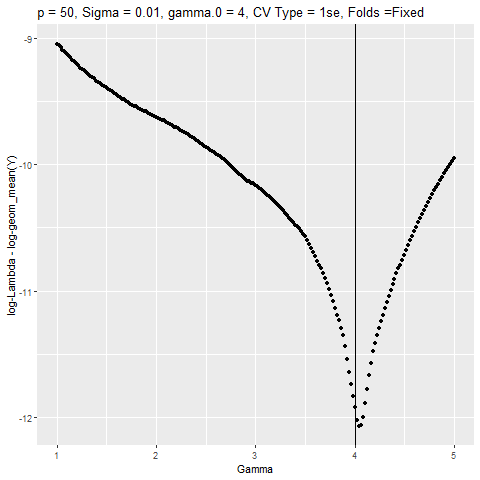 p = 50, Sigma = 0.01, gamma.0 = 4, CV Type = 1se, Folds =Fixed
-9
-10
-11
-12
log-Lambda - log-geom_mean(Y)
1 2 3 4 5
Gamma